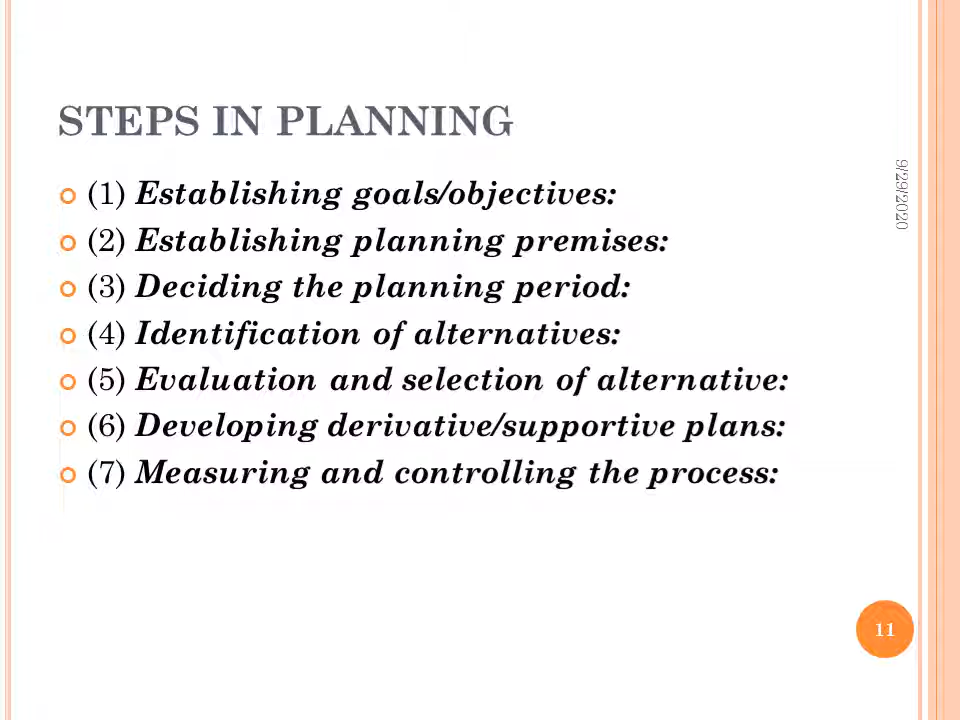 STEPS IN PLANNING
(1) Establishing goals/objectives:
(2) Establishing planning premises:
(3) Deciding the planning period:
(4) Identification of alternatives:
(5) Evaluation and selection of alternative:
(6) Developing derivative/supportive plans:
(7) Measuring and controlling the process:
9/29/2020
11